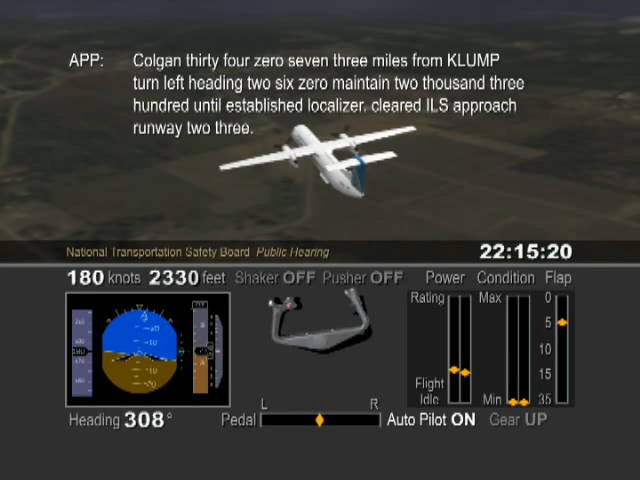 APP: Colgan thirty four zero seven three miles from KLUMP
turn left heading two six zero maintain two thousand three
hundred until established localizer, cleared ILS approach
runway two three.
National Transportation Safety Board Public Hearing 22:15:20
180 knots 2330 feet Shaker OFF Pusher OFF Power Condition Flap
Rating Max 0
5
10
15
Flight
Idle Min 35
Heading 308° Pedal L R Auto Pilot ON Gear UP